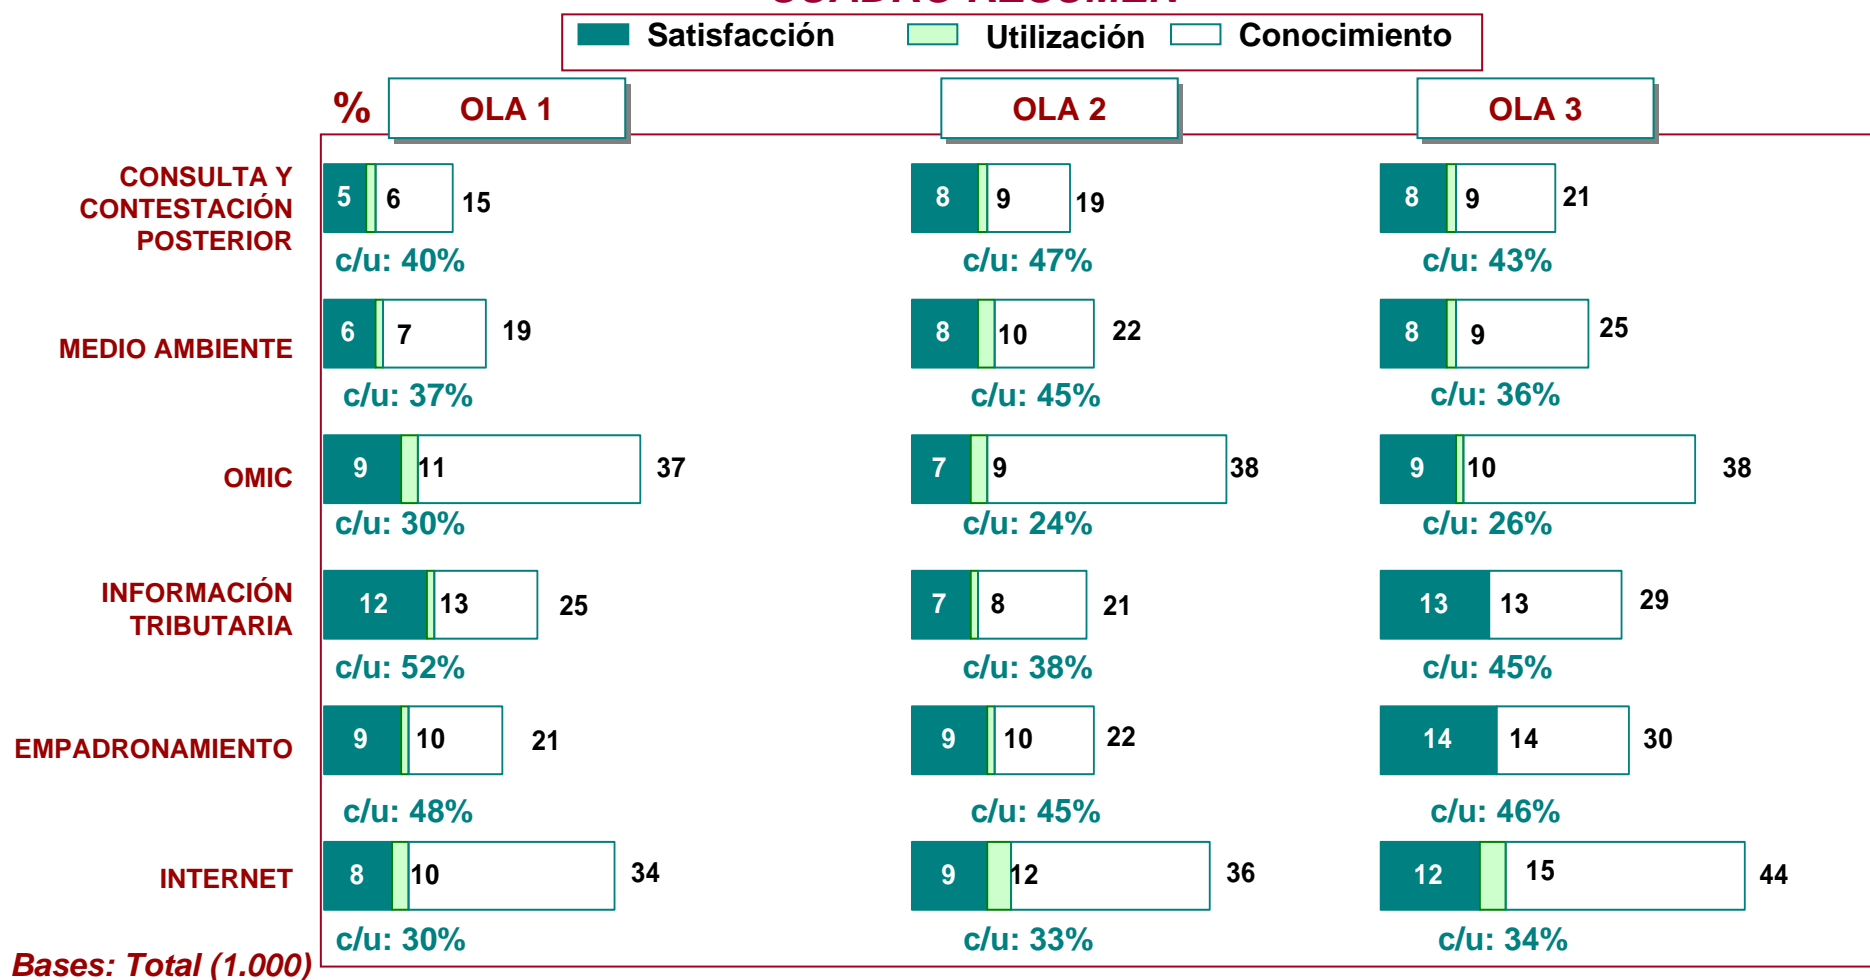 CUADRO RESUMEN
Satisfacción Utilización Conocimiento
% OLA 1 OLA 2 OLA 3
CONSULTA Y
CONTESTACIÓN
POSTERIOR
5 6 15 8 9 19 8 9 21
c/u: 40% c/u: 47% c/u: 43%
MEDIO AMBIENTE
6 7 19 8 10 22 8 9 25
c/u: 37% c/u: 45% c/u: 36%
OMIC
9 11 37 7 9 38 9 10 38
c/u: 30% c/u: 24% c/u: 26%
INFORMACIÓN
TRIBUTARIA
12 13 25 7 8 21 13 13 29
c/u: 52% c/u: 38% c/u: 45%
EMPADRONAMIENTO
9 10 21 9 10 22 14 14 30
c/u: 48% c/u: 45% c/u: 46%
INTERNET
8 10 34 9 12 36 12 15 44
c/u: 30% c/u: 33% c/u: 34%
Bases: Total (1.000)